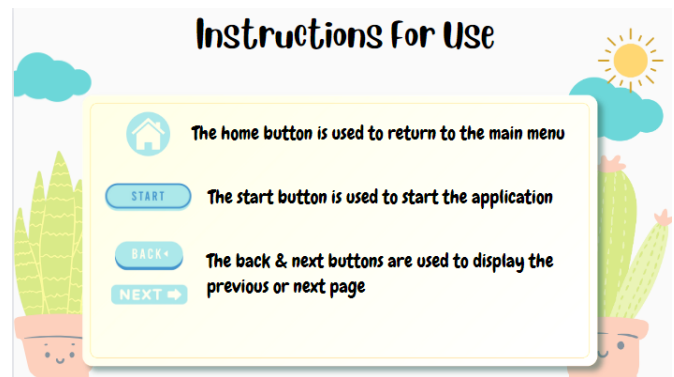 Instructions For Use
The home button is used to return to the main menu
START
The start button is used to start the application
BACK
The back & next buttons are used to display the
previous or next page
NEXT